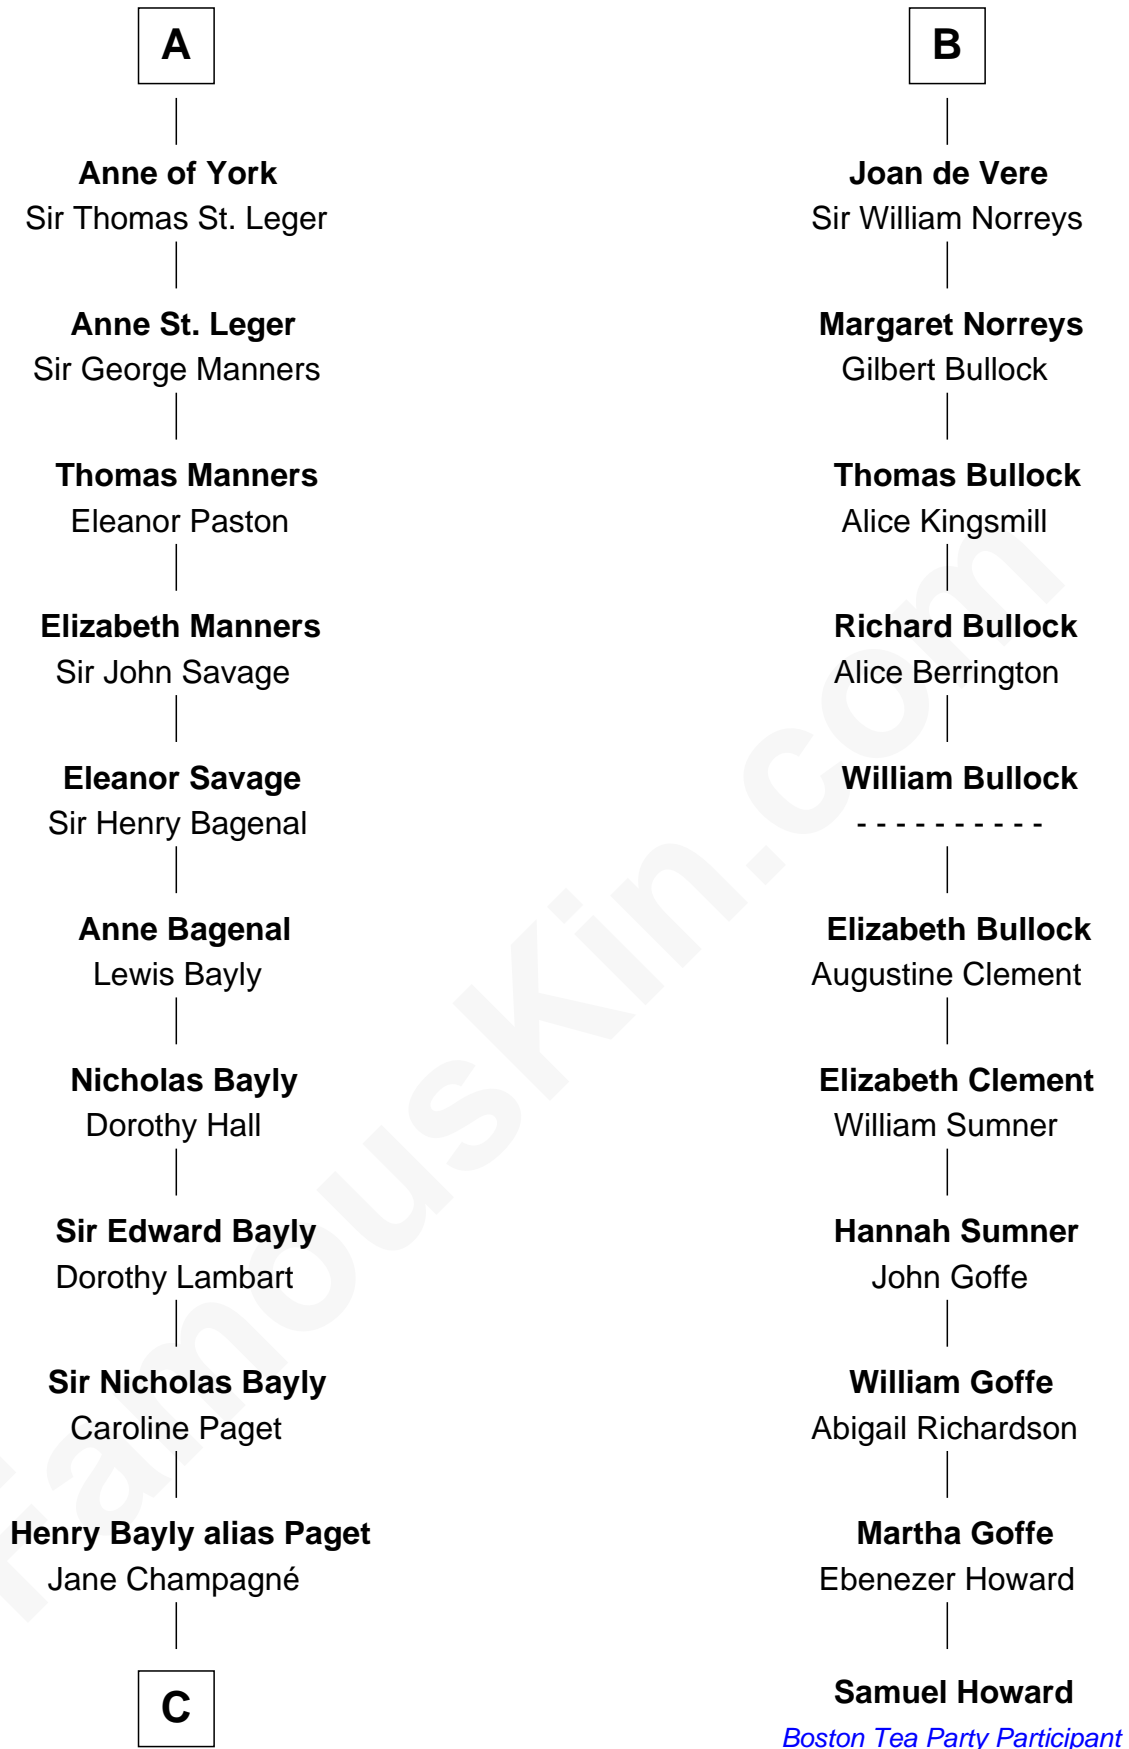 A
Anne of York
Sir Thomas St. Leger
Anne St. Leger
Sir George Manners
Thomas Manners
Eleanor Paston
Elizabeth Manners
Sir John Savage
Eleanor Savage
Sir Henry Bagenal
Anne Bagenal
Lewis Bayly
Nicholas Bayly
Dorothy Hall
Sir Edward Bayly
Dorothy Lambart
Sir Nicholas Bayly
Caroline Paget
Henry Bayly alias Paget
Jane Champagné
C
B
Joan de Vere
Sir William Norreys
Margaret Norreys
Gilbert Bullock
Thomas Bullock
Alice Kingsmill
Richard Bullock
Alice Berrington
William Bullock
- - - - - - - - - -
Elizabeth Bullock
Augustine Clement
Elizabeth Clement
William Sumner
Hannah Sumner
John Goffe
William Goffe
Abigail Richardson
Martha Goffe
Ebenezer Howard
Samuel Howard
Boston Tea Party Participant
FamousKin.com